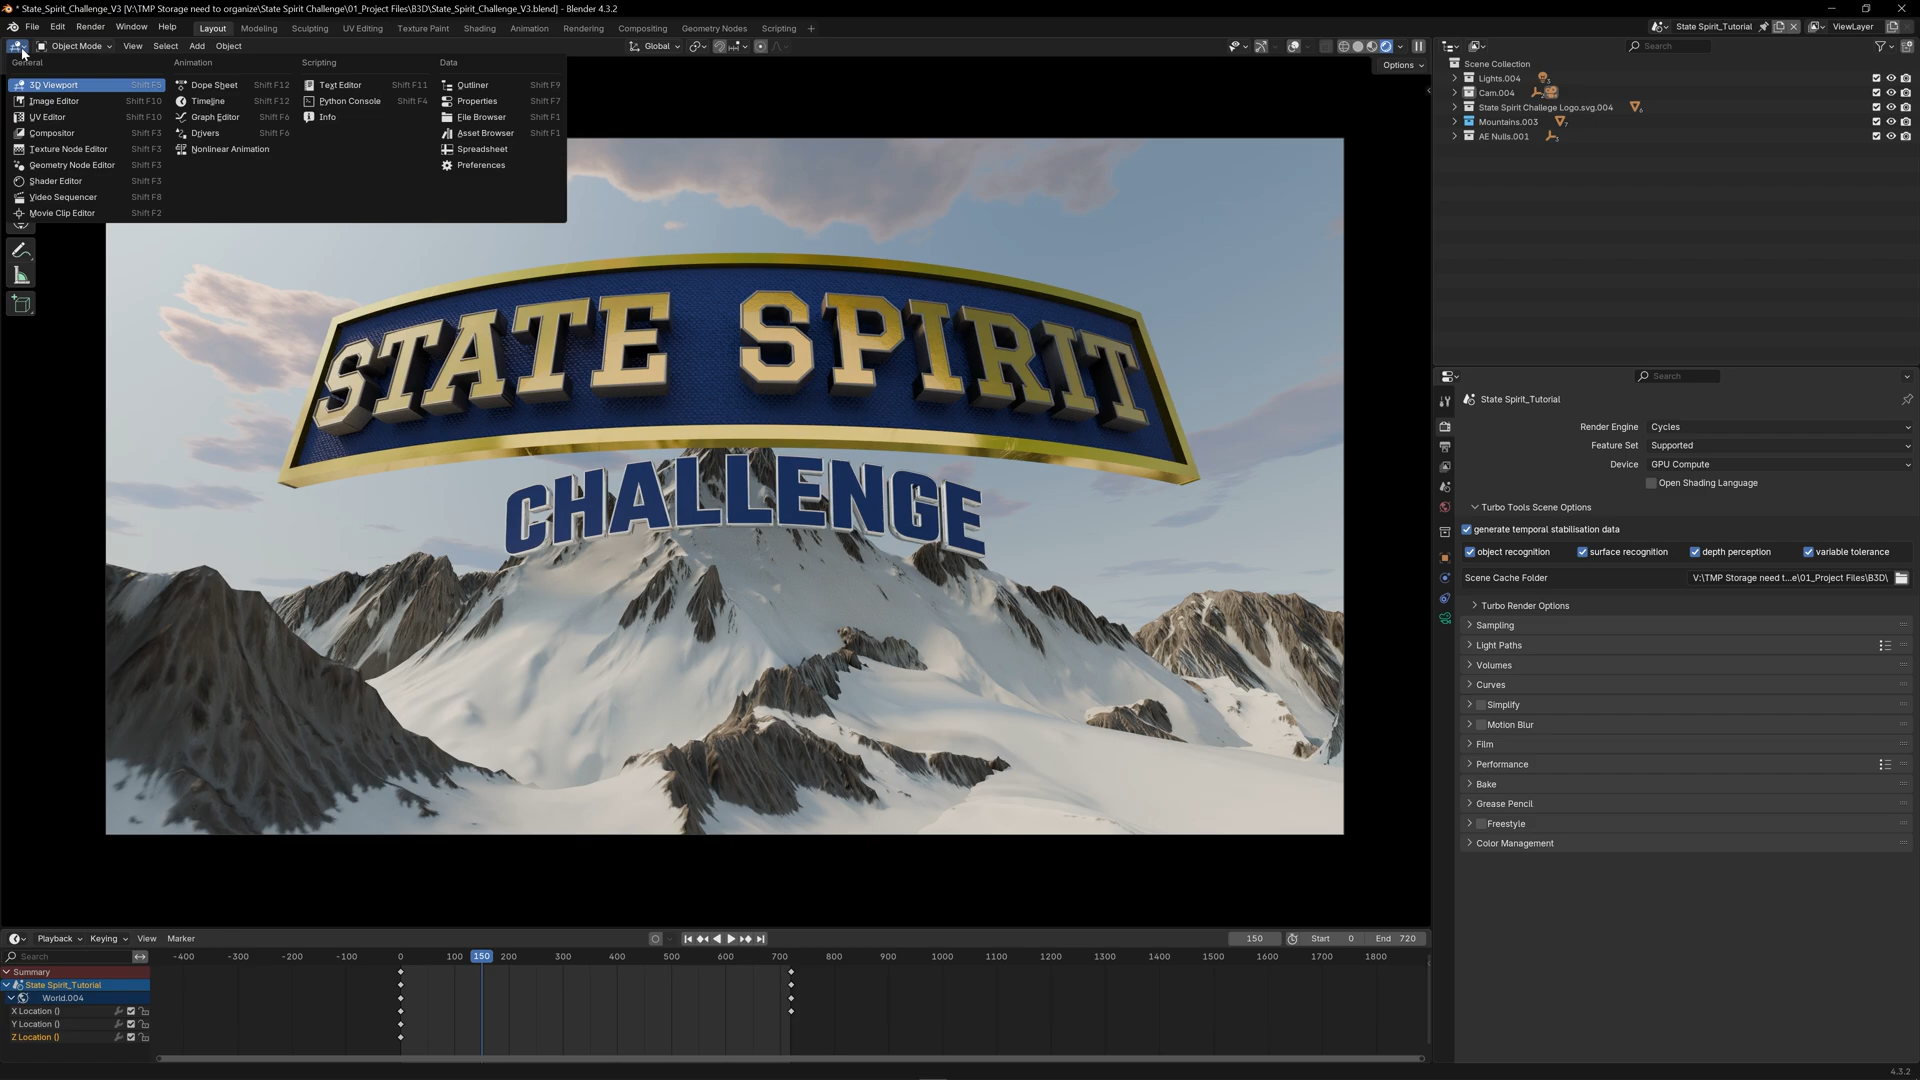 * State_Spirit_Challenge_V3 [V:\TMP Storage need to organize\State Spirit Challenge\01_Project Files\B3D\State_Spirit_Challenge_V3.blend] - Blender 4.3.2
File Edit Render Window Help Layout Modeling Sculpting UV Editing Texture Paint Shading Animation Rendering Compositing Geometry Nodes Scripting + State Spirit_Tutorial ViewLayer
Object Mode View Select Add Object Global Search
Options
General Animation Scripting Data
3D Viewport Shift F5 Dope Sheet Shift F12 Text Editor Shift F11 Outliner Shift F9
Image Editor Shift F10 Timeline Shift F12 Python Console Shift F4 Properties Shift F7
UV Editor Shift F10 Graph Editor Shift F6 Info File Browser Shift F1
Compositor Shift F3 Drivers Shift F6 Asset Browser Shift F1
Texture Node Editor Shift F3 Nonlinear Animation Spreadsheet
Geometry Node Editor Shift F3 Preferences
Shader Editor Shift F3
Video Sequencer Shift F8
Movie Clip Editor Shift F2
STATE SPIRIT
CHALLENGE
Scene Collection
Lights.004
Cam.004
State Spirit Challege Logo.svg.004
Mountains.003
AE Nulls.001
Search
State Spirit_Tutorial
Render Engine Cycles
Feature Set Supported
Device GPU Compute
Open Shading Language
Turbo Tools Scene Options
generate temporal stabilisation data
object recognition surface recognition depth perception variable tolerance
Scene Cache Folder V:\TMP Storage need t...e\01_Project Files\B3D\
Turbo Render Options
Sampling
Light Paths
Volumes
Curves
Simplify
Motion Blur
Film
Performance
Bake
Grease Pencil
Freestyle
Color Management
Playback Keying View Marker 150 Start 0 End 720
Search -400 -300 -200 -100 0 100 150 200 300 400 500 600 700 800 900 1000 1100 1200 1300 1400 1500 1600 1700 1800
Summary
State Spirit_Tutorial
World.004
X Location ()
Y Location ()
Z Location ()
4.3.2